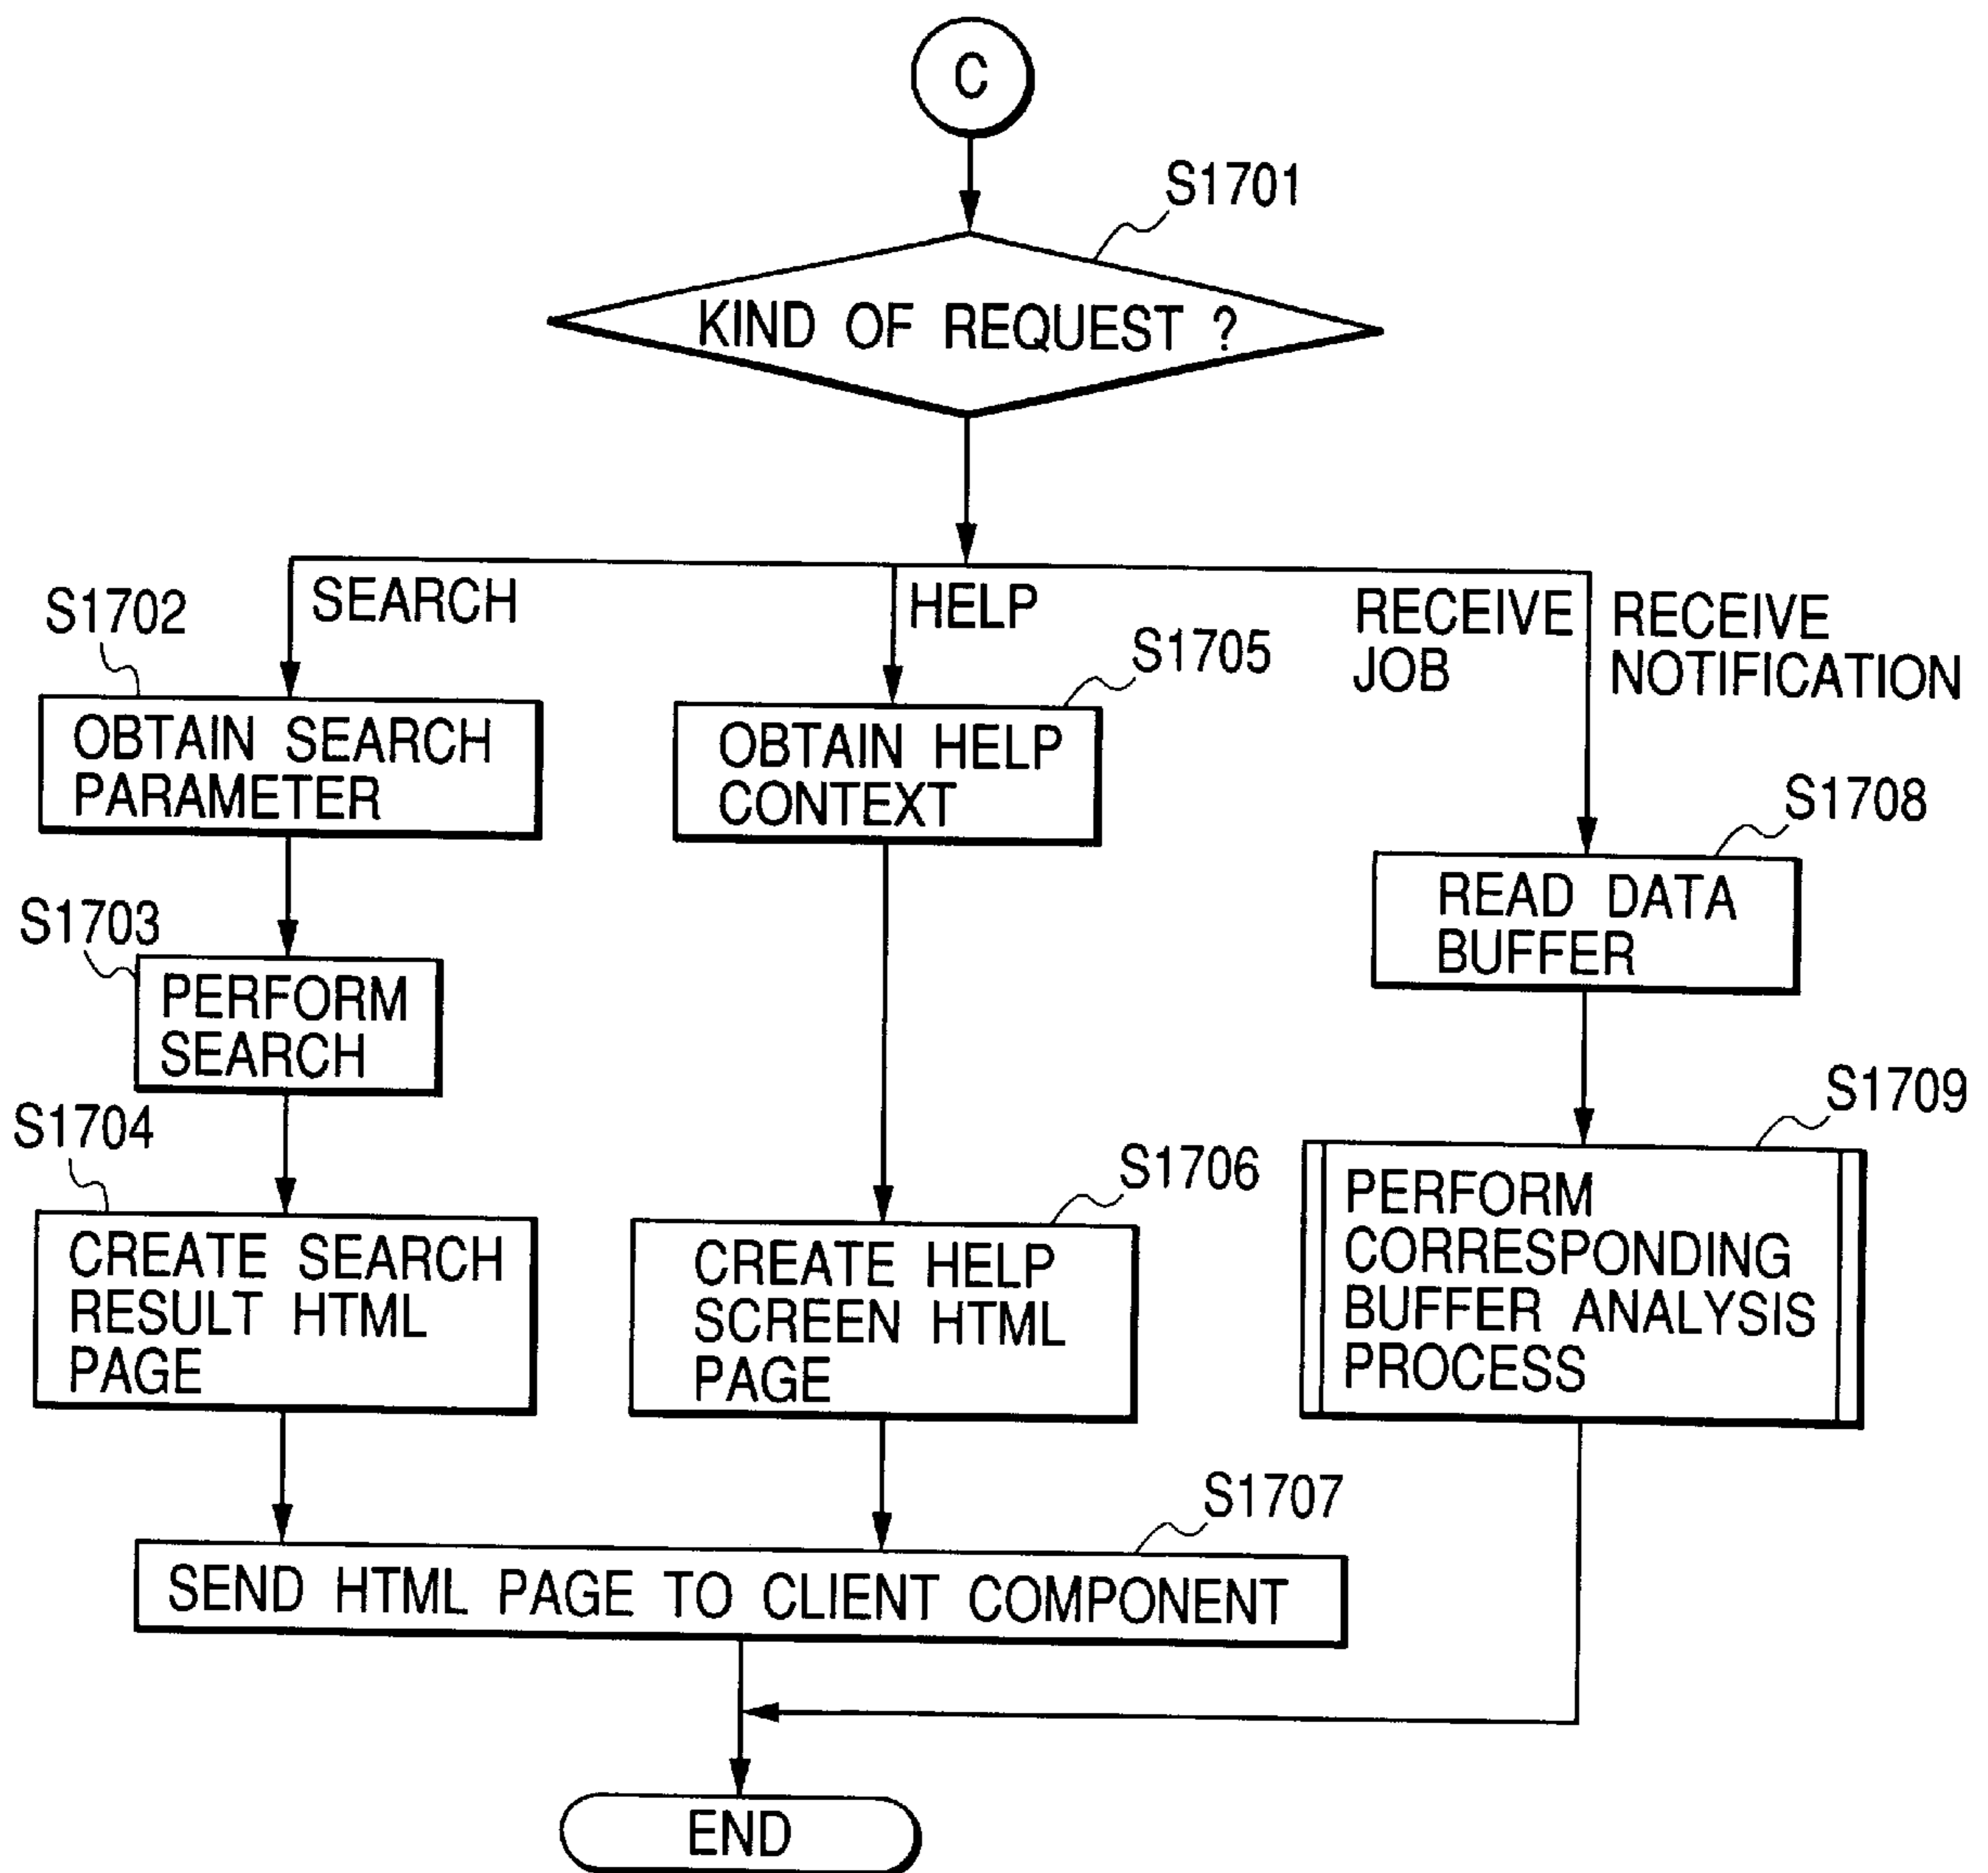 C
S1701
KIND OF REQUEST ?
SEARCH
HELP
RECEIVE
JOB
RECEIVE
NOTIFICATION
S1702
OBTAIN SEARCH
PARAMETER
S1705
OBTAIN HELP
CONTEXT
S1708
READ DATA
BUFFER
S1703
PERFORM
SEARCH
S1704
CREATE SEARCH
RESULT HTML
PAGE
S1706
CREATE HELP
SCREEN HTML
PAGE
S1709
PERFORM
CORRESPONDING
BUFFER ANALYSIS
PROCESS
S1707
SEND HTML PAGE TO CLIENT COMPONENT
END